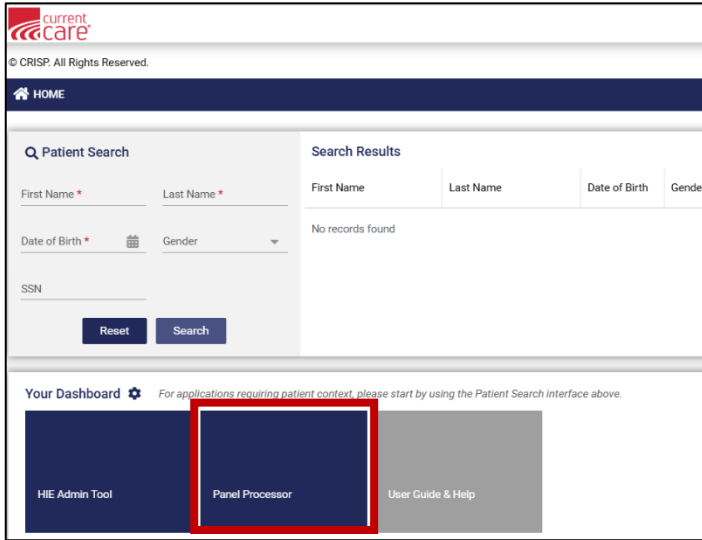 current
care
© CRISP. All Rights Reserved.
HOME
Patient Search
First Name *
Last Name *
Date of Birth *
Gender
SSN
Reset
Search
Search Results
First Name
Last Name
Date of Birth
Gende
No records found
Your Dashboard
For applications requiring patient context, please start by using the Patient Search interface above.
HIE Admin Tool
Panel Processor
User Guide & Help